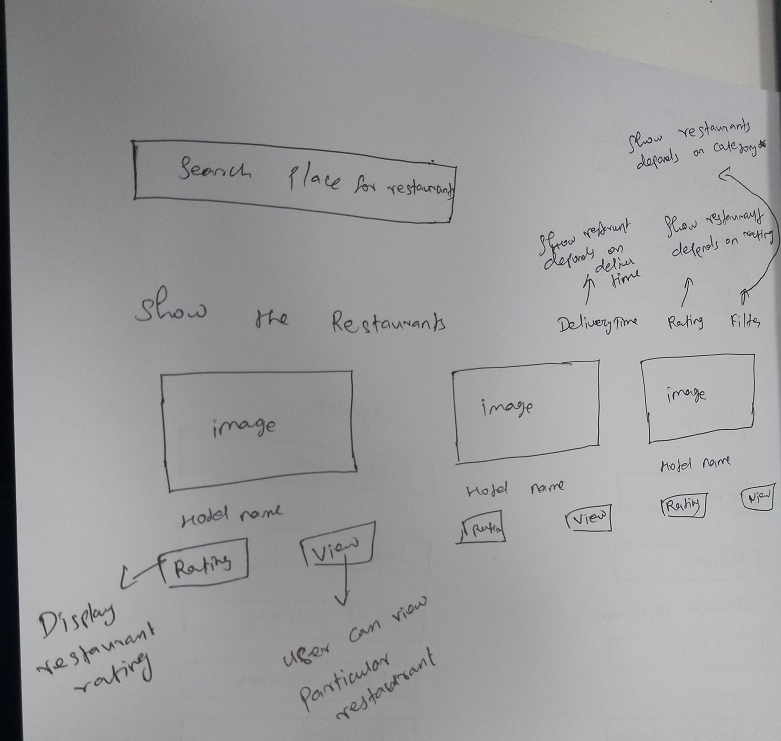 Show restaurants
depends on category
Search Place for restaurants
Show restrunt
depends on
deliver
time
Show restaurant
depends on rating
Show the Restaurants
Delivery Time Rating Filter
image
image
image
Hotel name
Hotel name
Hotel name
Rating View
Rating View
Rating View
Display
restaurant
rating
User can view
Particular
restaurant